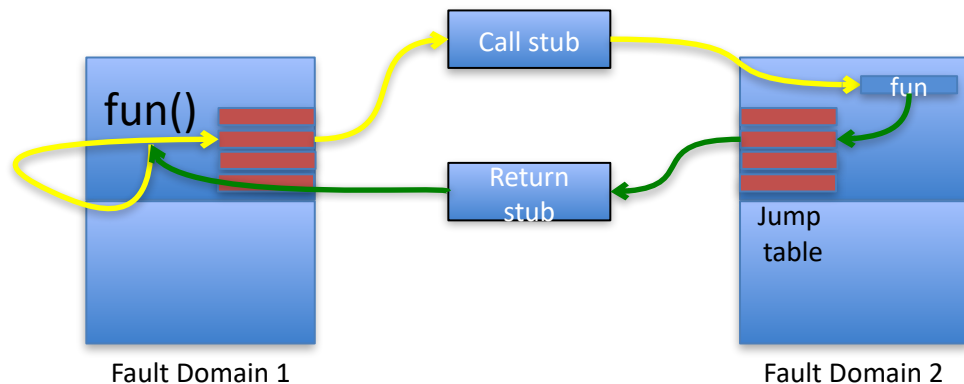 Call stub
fun()
fun
Return
stub
Jump
table
Fault Domain 1
Fault Domain 2